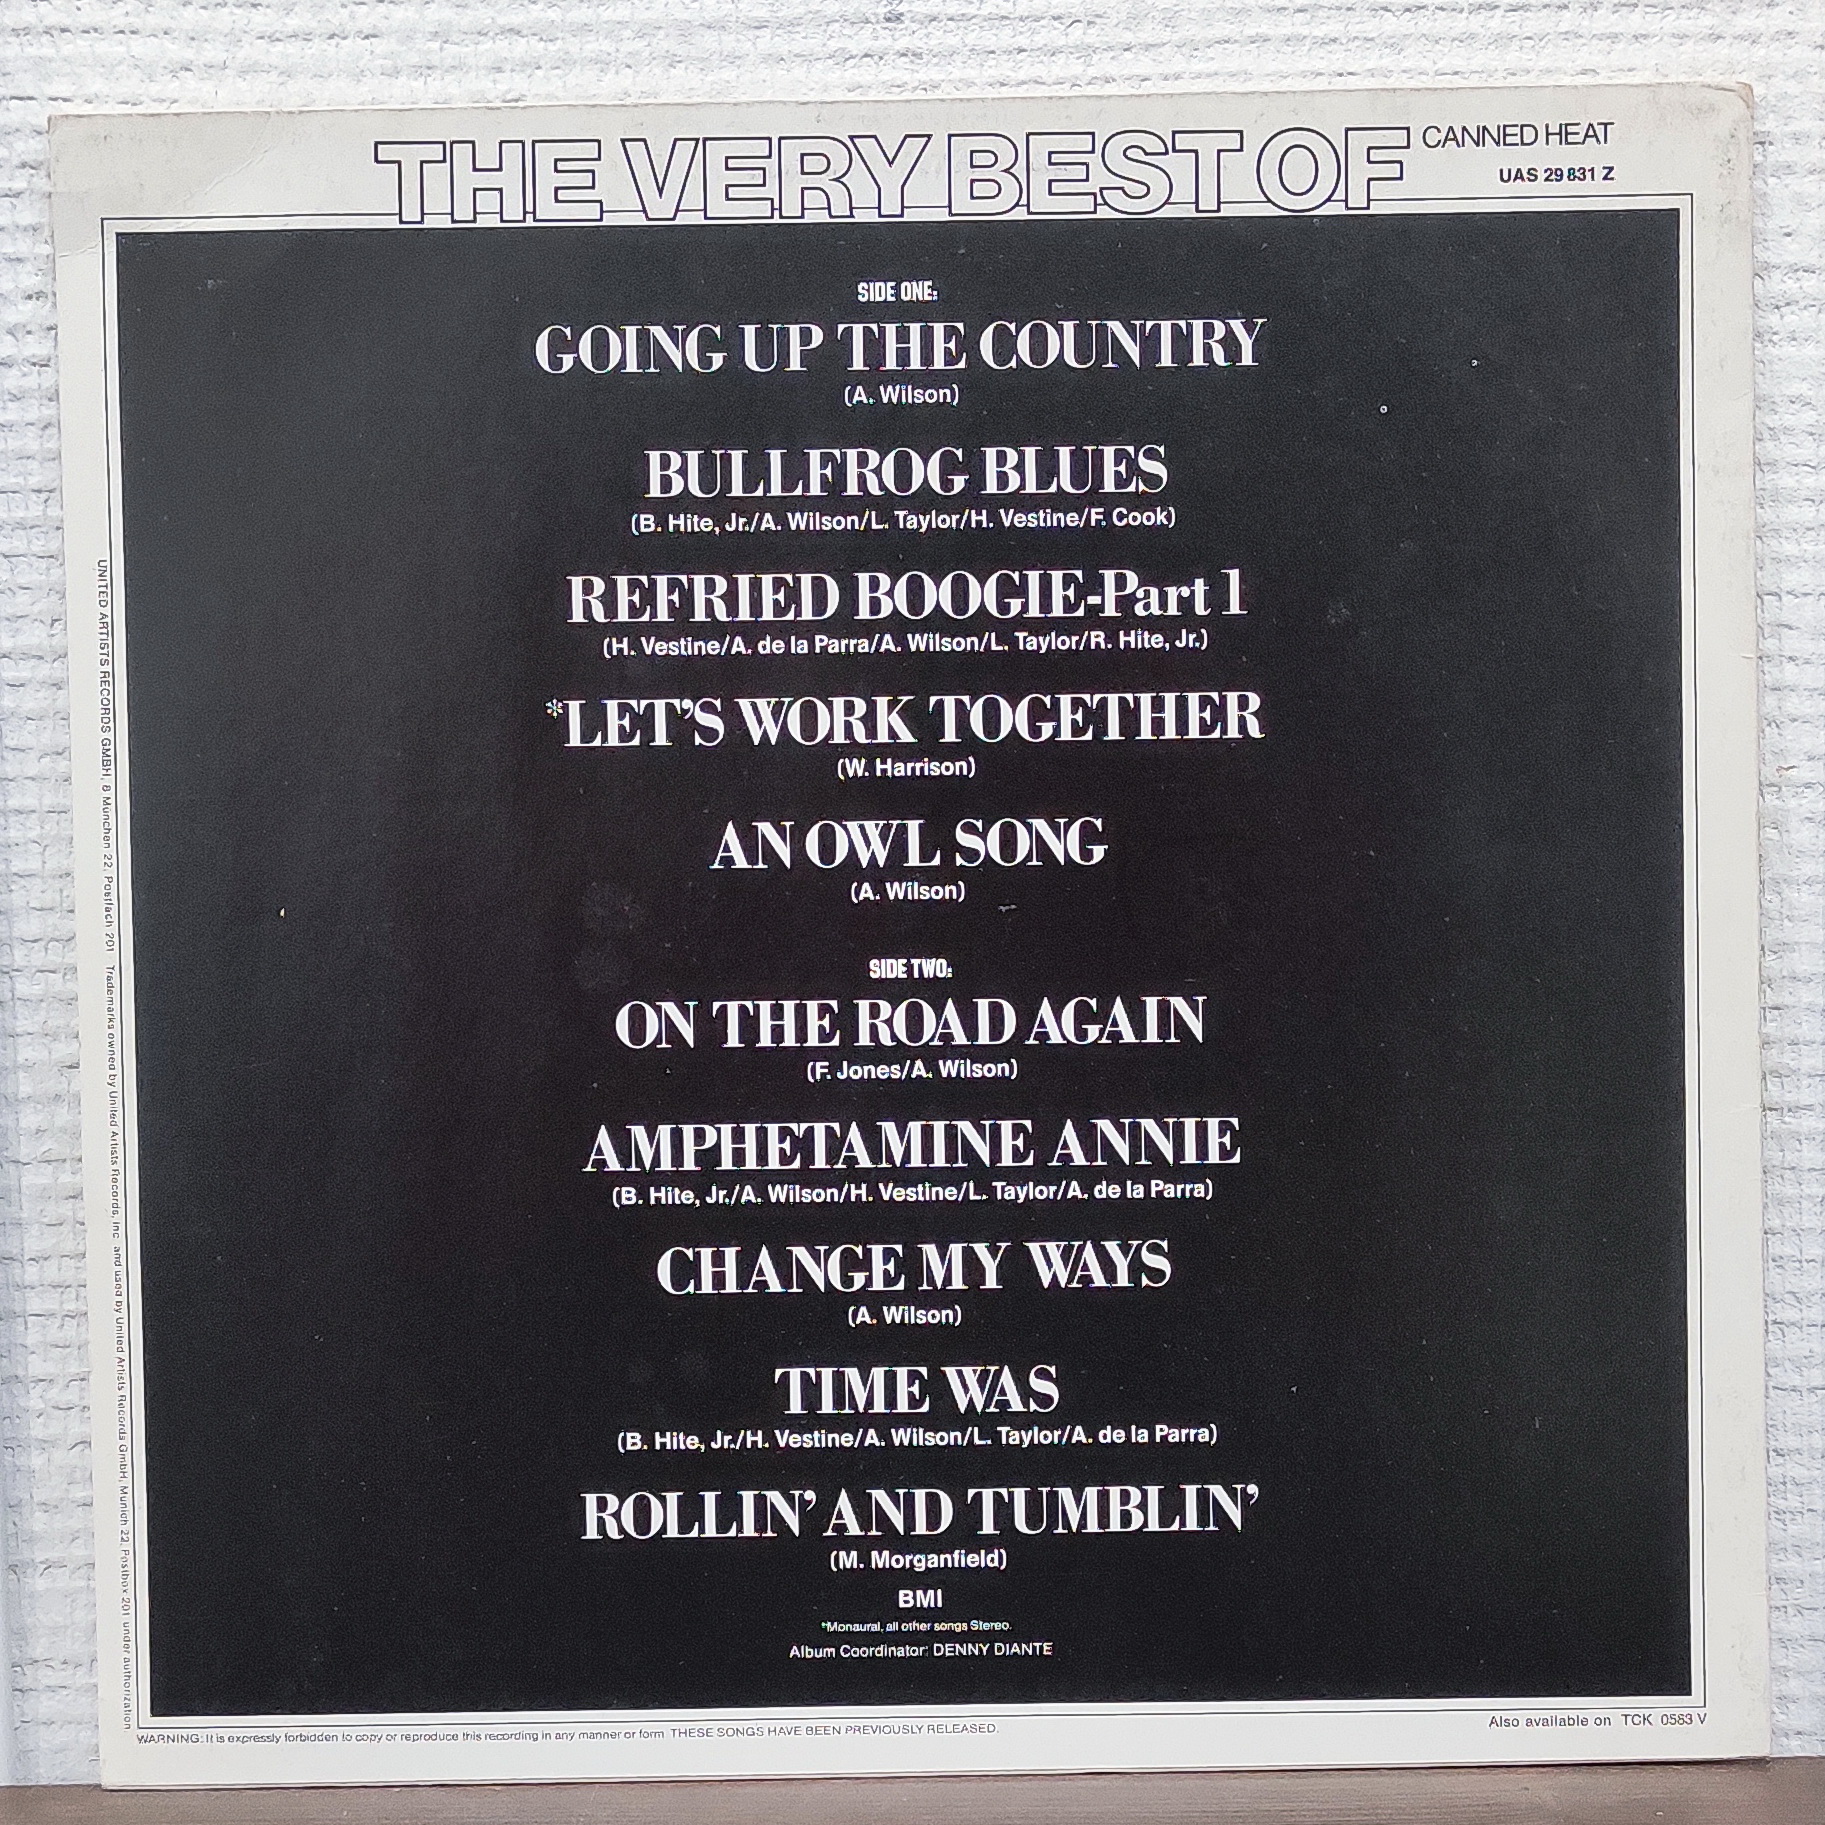 THE VERY BEST OF CANNED HEAT
UAS 29 831 Z
SIDE ONE:
GOING UP THE COUNTRY
(A. Wilson)
BULLFROG BLUES
(B. Hite, Jr./A. Wilson/L. Taylor/H. Vestine/F. Cook)
REFRIED BOOGIE-Part 1
(H. Vestine/A. de la Parra/A. Wilson/L. Taylor/R. Hite, Jr.)
*LET'S WORK TOGETHER
(W. Harrison)
AN OWL SONG
(A. Wilson)
SIDE TWO:
ON THE ROAD AGAIN
(F. Jones/A. Wilson)
AMPHETAMINE ANNIE
(B. Hite, Jr./A. Wilson/H. Vestine/L. Taylor/A. de la Parra)
CHANGE MY WAYS
(A. Wilson)
TIME WAS
(B. Hite, Jr./H. Vestine/A. Wilson/L. Taylor/A. de la Parra)
ROLLIN' AND TUMBLIN'
(M. Morganfield)
BMI
*Monaural, all other songs Stereo.
Album Coordinator: DENNY DIANTE
UNITED ARTISTS RECORDS GMBH, 8 München 22, Postfach 201 Trademarks owned by United Artists Records, Inc. and used by United Artists Records GmbH, Munich 22, Postbox 201 under authorization
WARNING: It is expressly forbidden to copy or reproduce this recording in any manner or form THESE SONGS HAVE BEEN PREVIOUSLY RELEASED.
Also available on TCK 0563 V